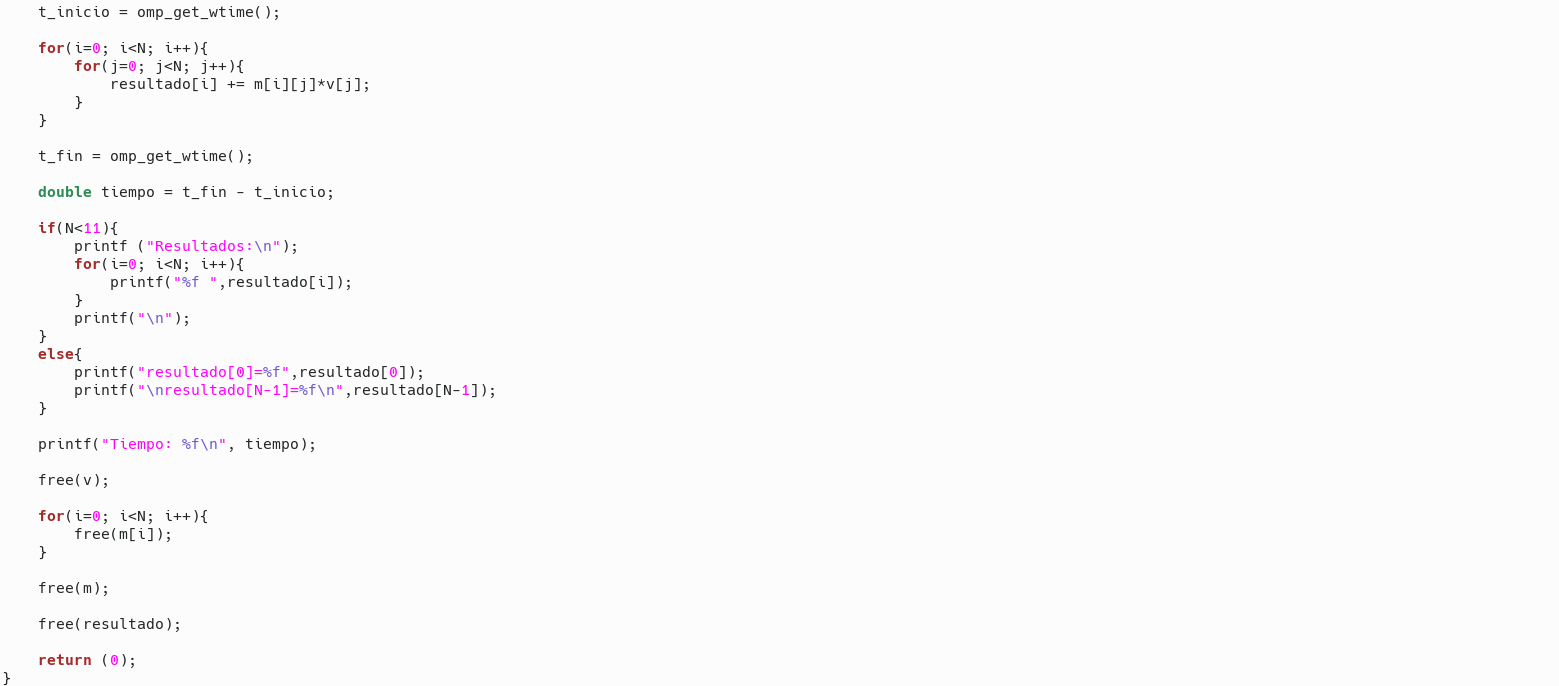 t_inicio = omp_get_wtime();
for(i=0; i<N; i++){
for(j=0; j<N; j++){
resultado[i] += m[i][j]*v[j];
}
}
t_fin = omp_get_wtime();
double tiempo = t_fin - t_inicio;
if(N<11){
printf ("Resultados:\n");
for(i=0; i<N; i++){
printf("%f ",resultado[i]);
}
printf("\n");
}
else{
printf("resultado[0]=%f",resultado[0]);
printf("\nresultado[N-1]=%f\n",resultado[N-1]);
}
printf("Tiempo: %f\n", tiempo);
free(v);
for(i=0; i<N; i++){
free(m[i]);
}
free(m);
free(resultado);
return (0);
}